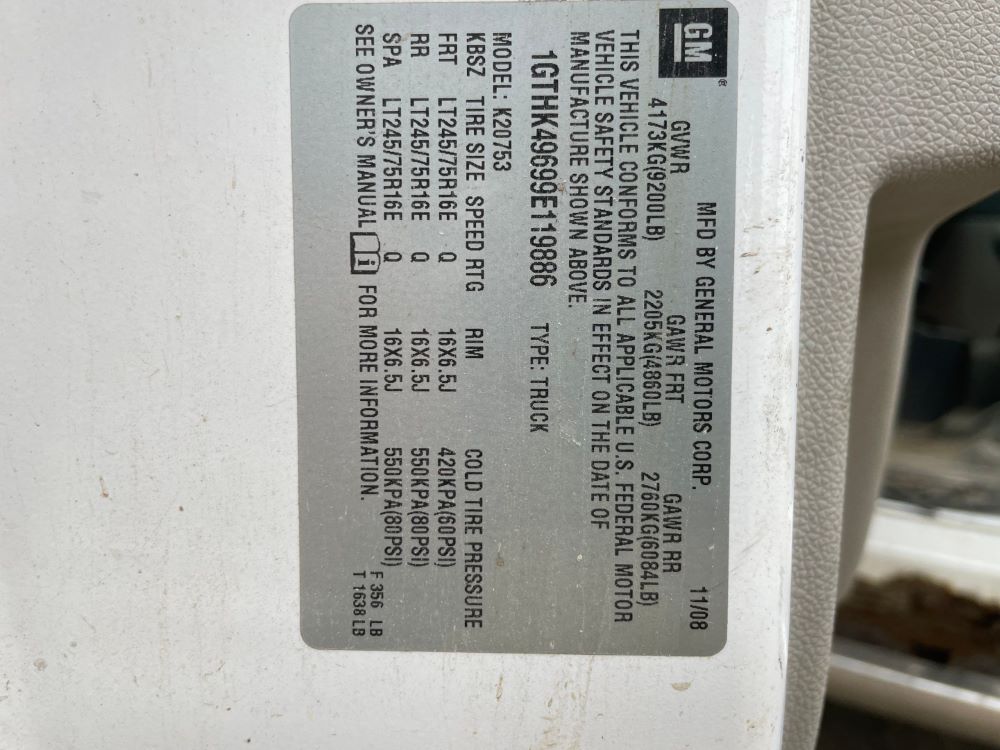 GM®
MFD BY GENERAL MOTORS CORP. 11/08
GVWR GAWR FRT GAWR RR
4173KG(9200LB) 2205KG(4860LB) 2760KG(6084LB)
THIS VEHICLE CONFORMS TO ALL APPLICABLE U.S. FEDERAL MOTOR
VEHICLE SAFETY STANDARDS IN EFFECT ON THE DATE OF
MANUFACTURE SHOWN ABOVE.
1GTHK49699E119886 TYPE: TRUCK
MODEL: K20753
KBSZ TIRE SIZE SPEED RTG RIM COLD TIRE PRESSURE
FRT LT245/75R16E Q 16X6.5J 420KPA(60PSI)
RR LT245/75R16E Q 16X6.5J 550KPA(80PSI)
SPA LT245/75R16E Q 16X6.5J 550KPA(80PSI)
SEE OWNER'S MANUAL i FOR MORE INFORMATION.
F 356 LB
T 1638 LB